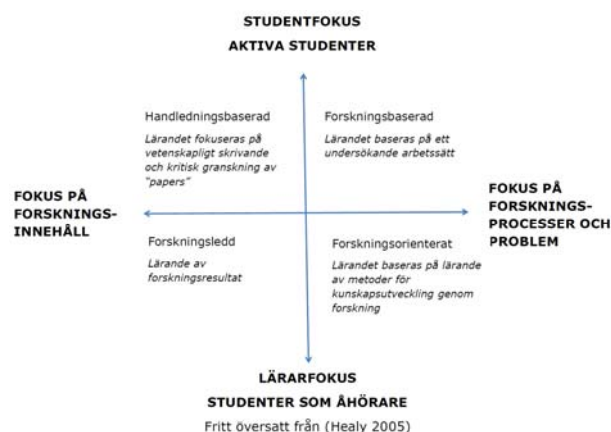 STUDENTFOKUS
AKTIVA STUDENTER
Handledningsbaserad
Lärandet fokuseras på
vetenskapligt skrivande
och kritisk granskning av
"papers"
Forskningsbaserad
Lärandet baseras på ett
undersökande arbetssätt
FOKUS PÅ
FORSKNINGS-
INNEHÅLL
FOKUS PÅ
FORSKNINGS-
PROCESSER OCH
PROBLEM
Forskningsledd
Lärande av
forskningsresultat
Forskningsorienterat
Lärandet baseras på lärande
av metoder för
kunskapsutveckling genom
forskning
LÄRARFOKUS
STUDENTER SOM ÅHÖRARE
Fritt översatt från (Healy 2005)